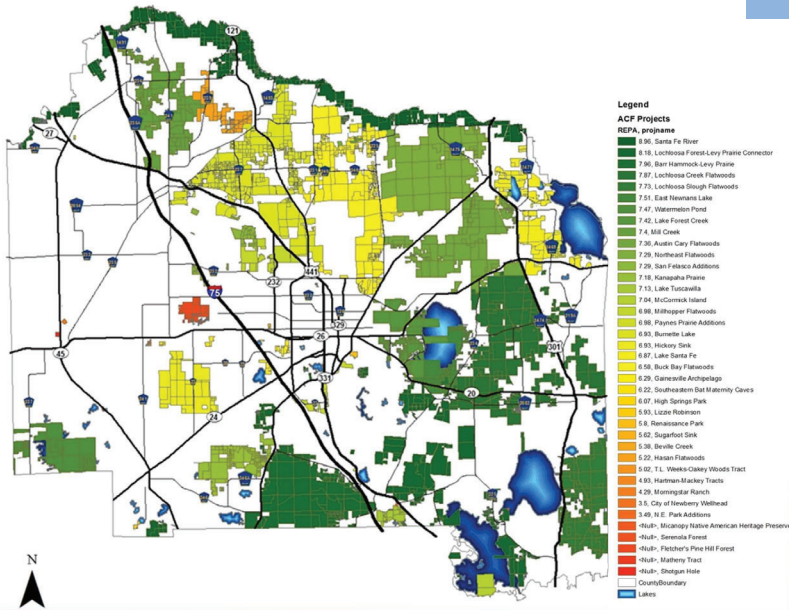 121
27
441
232
75
329
26
45
301
331
20
24
N
Legend
ACF Projects
REPA, projname
8.96, Santa Fe River
8.18, Lochloosa Forest-Levy Prairie Connector
7.96, Barr Hammock-Levy Prairie
7.87, Lochloosa Creek Flatwoods
7.73, Lochloosa Slough Flatwoods
7.51, East Newnans Lake
7.47, Watermelon Pond
7.42, Lake Forest Creek
7.4, Mill Creek
7.36, Austin Cary Flatwoods
7.29, Northeast Flatwoods
7.29, San Felasco Additions
7.18, Kanapaha Prairie
7.13, Lake Tuscawilla
7.04, McCormick Island
6.98, Millhopper Flatwoods
6.98, Paynes Prairie Additions
6.93, Burnette Lake
6.93, Hickory Sink
6.87, Lake Santa Fe
6.58, Buck Bay Flatwoods
6.29, Gainesville Archipelago
6.22, Southeastern Bat Maternity Caves
6.07, High Springs Park
5.93, Lizzie Robinson
5.8, Renaissance Park
5.62, Sugarfoot Sink
5.38, Beville Creek
5.22, Hasan Flatwoods
5.02, T.L. Weeks-Oakey Woods Tract
4.93, Hartman-Mackey Tracts
4.29, Morningstar Ranch
3.5, City of Newberry Wellhead
3.49, N.E. Park Additions
<Null>, Micanopy Native American Heritage Preserve
<Null>, Serenola Forest
<Null>, Fletcher's Pine Hill Forest
<Null>, Matheny Tract
<Null>, Shotgun Hole
CountyBoundary
Lakes